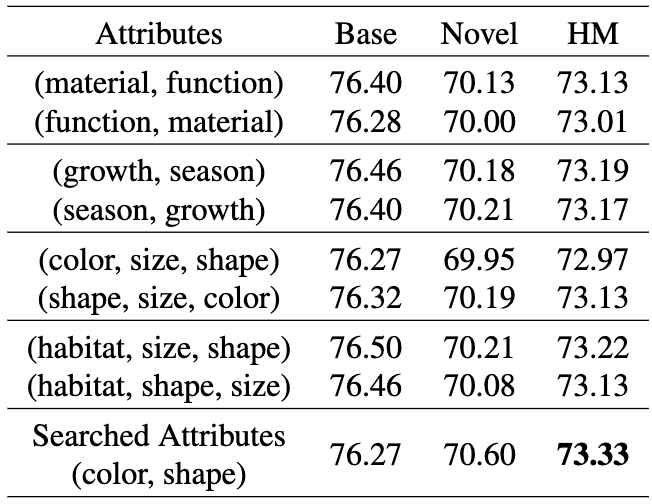 Attributes Base Novel HM
(material, function) 76.40 70.13 73.13
(function, material) 76.28 70.00 73.01
(growth, season) 76.46 70.18 73.19
(season, growth) 76.40 70.21 73.17
(color, size, shape) 76.27 69.95 72.97
(shape, size, color) 76.32 70.19 73.13
(habitat, size, shape) 76.50 70.21 73.22
(habitat, shape, size) 76.46 70.08 73.13
Searched Attributes
(color, shape) 76.27 70.60 73.33